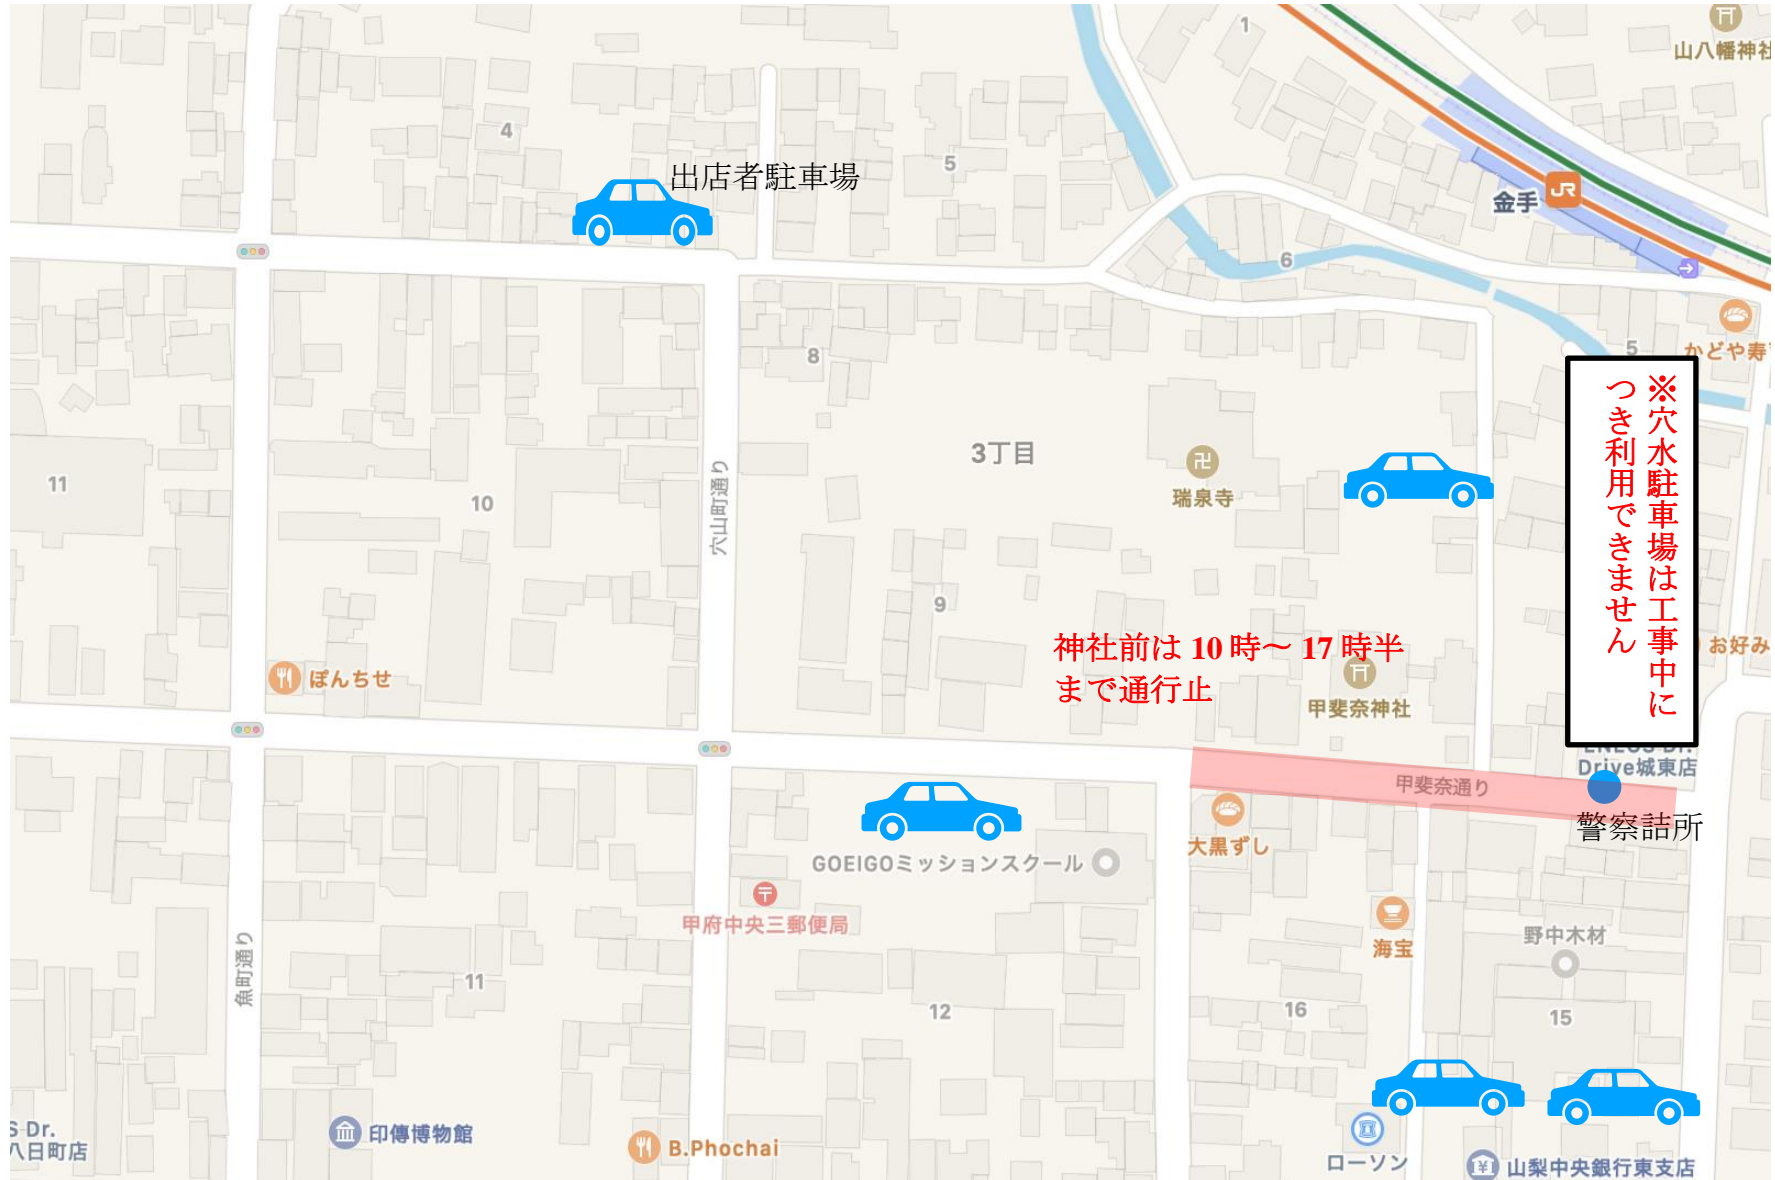 1
山八幡神社
4
出店者駐車場
5
JR
金手
6
5
かどや寿
8
※穴水駐車場は工事中に
つき利用できません
3丁目
瑞泉寺
11
10
穴山町通り
9
神社前は 10 時～ 17 時半
まで通行止
お好み
ぽんちせ
甲斐奈神社
ENEOS Dr.
Drive城東店
甲斐奈通り
警察詰所
大黒ずし
GOEIGOミッションスクール
甲府中央三郵便局
海宝
野中木材
魚町通り
11
12
16
15
S Dr.
八日町店
印傳博物館
B.Phochai
ローソン
山梨中央銀行東支店